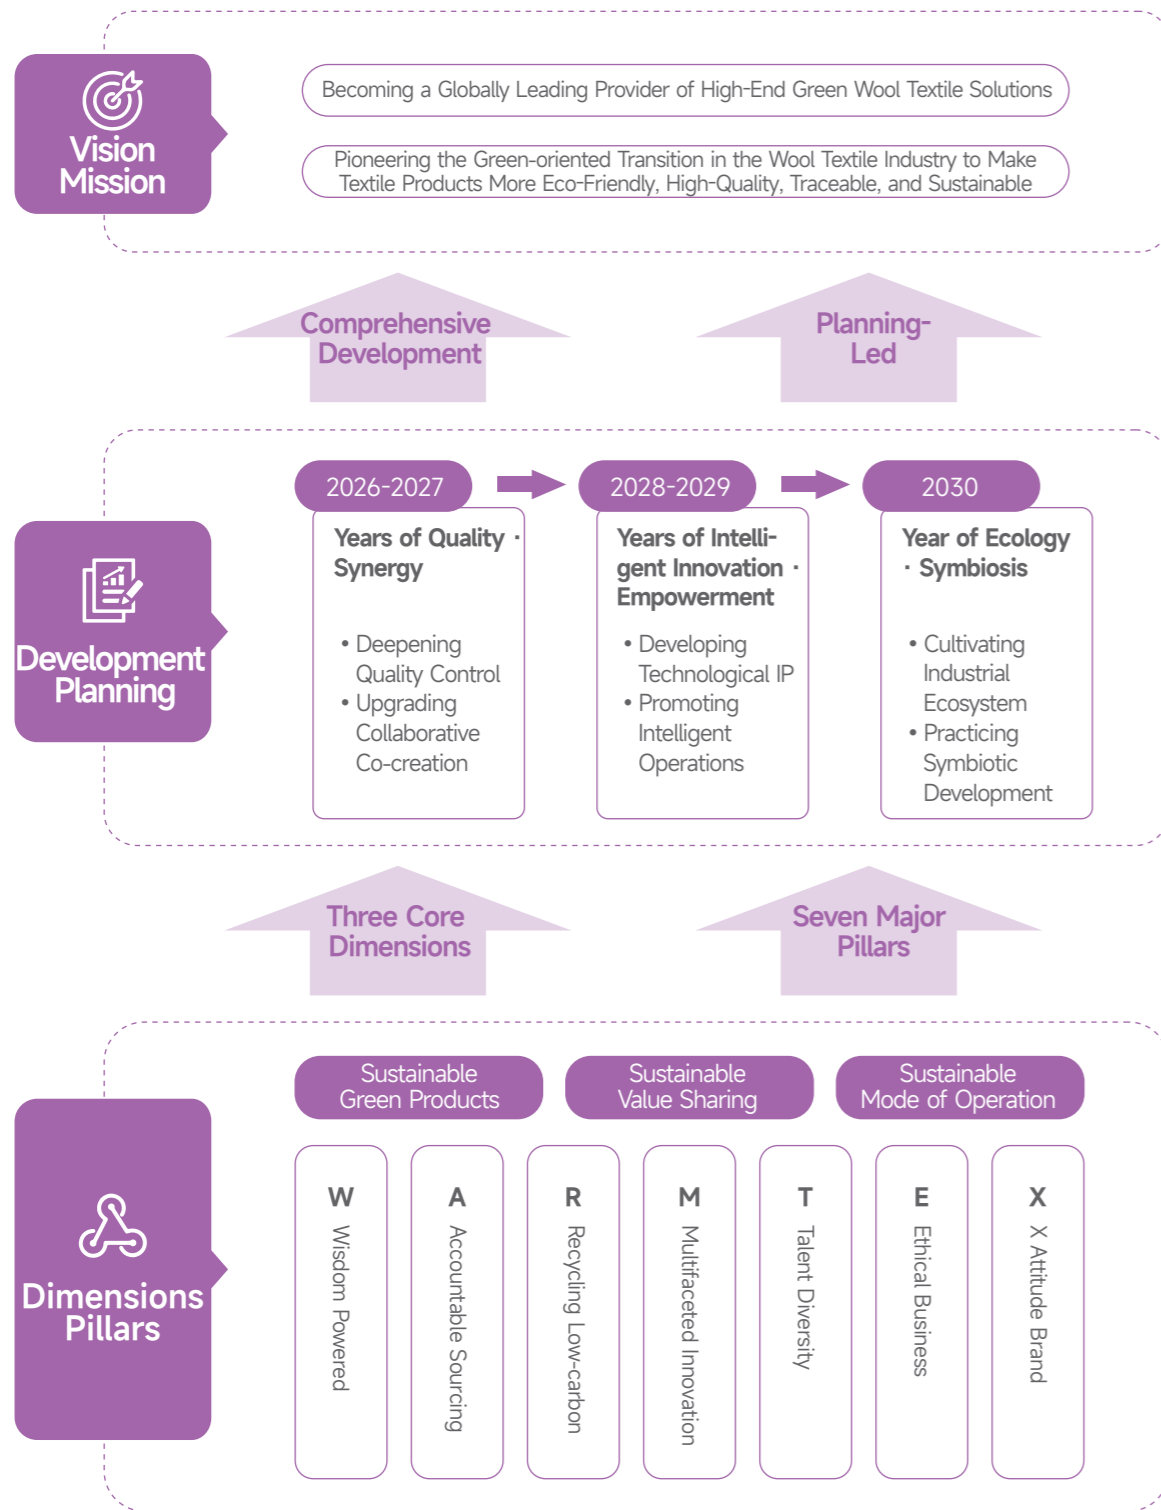 Vision
Mission
Becoming a Globally Leading Provider of High-End Green Wool Textile Solutions
Pioneering the Green-oriented Transition in the Wool Textile Industry to Make
Textile Products More Eco-Friendly, High-Quality, Traceable, and Sustainable
Comprehensive
Development
Planning-
Led
Development
Planning
2026-2027
Years of Quality ·
Synergy
• Deepening
Quality Control
• Upgrading
Collaborative
Co-creation
2028-2029
Years of Intelli-
gent Innovation ·
Empowerment
• Developing
Technological IP
• Promoting
Intelligent
Operations
2030
Year of Ecology
· Symbiosis
• Cultivating
Industrial
Ecosystem
• Practicing
Symbiotic
Development
Three Core
Dimensions
Seven Major
Pillars
Dimensions
Pillars
Sustainable
Green Products
Sustainable
Value Sharing
Sustainable
Mode of Operation
W
Wisdom Powered
A
Accountable Sourcing
R
Recycling Low-carbon
M
Multifaceted Innovation
T
Talent Diversity
E
Ethical Business
X
X Attitude Brand